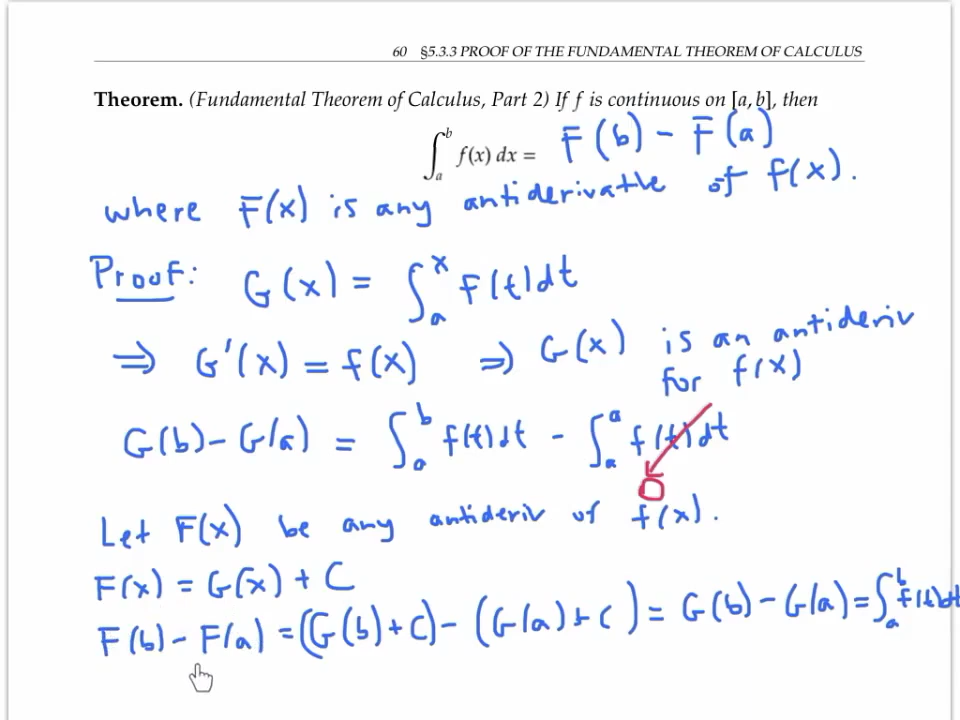 60 §5.3.3 PROOF OF THE FUNDAMENTAL THEOREM OF CALCULUS
Theorem. (Fundamental Theorem of Calculus, Part 2) If f is continuous on [a, b], then
∫_a^b f(x) dx = F(b) - F(a)
where F(x) is any antiderivative of f(x).
Proof: G(x) = ∫_a^x f(t)dt
⇒ G'(x) = f(x) ⇒ G(x) is an antideriv
for f(x)
G(b) - G(a) = ∫_a^b f(t)dt - ∫_a^a f(t)dt
0
Let F(x) be any antideriv of f(x).
F(x) = G(x) + C
F(b) - F(a) = (G(b) + C) - (G(a) + C) = G(b) - G(a) = ∫_a^b f(t)dt